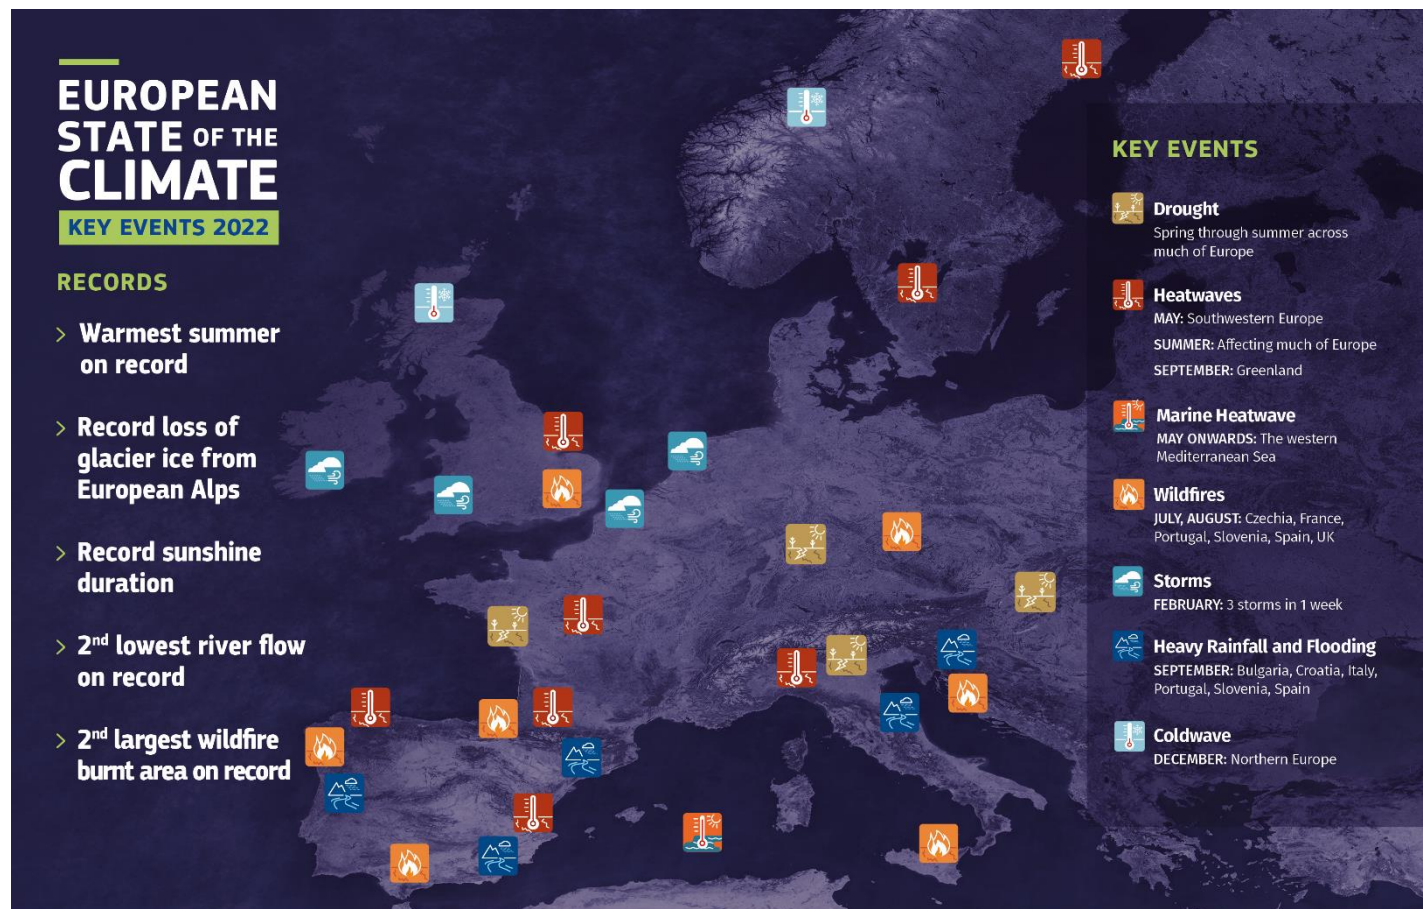 EUROPEAN
STATE OF THE
CLIMATE
KEY EVENTS 2022
RECORDS
> Warmest summer
on record
> Record loss of
glacier ice from
European Alps
> Record sunshine
duration
> 2nd lowest river flow
on record
> 2nd largest wildfire
burnt area on record
KEY EVENTS
Drought
Spring through summer across
much of Europe
Heatwaves
MAY: Southwestern Europe
SUMMER: Affecting much of Europe
SEPTEMBER: Greenland
Marine Heatwave
MAY ONWARDS: The western
Mediterranean Sea
Wildfires
JULY, AUGUST: Czechia, France,
Portugal, Slovenia, Spain, UK
Storms
FEBRUARY: 3 storms in 1 week
Heavy Rainfall and Flooding
SEPTEMBER: Bulgaria, Croatia, Italy,
Portugal, Slovenia, Spain
Coldwave
DECEMBER: Northern Europe